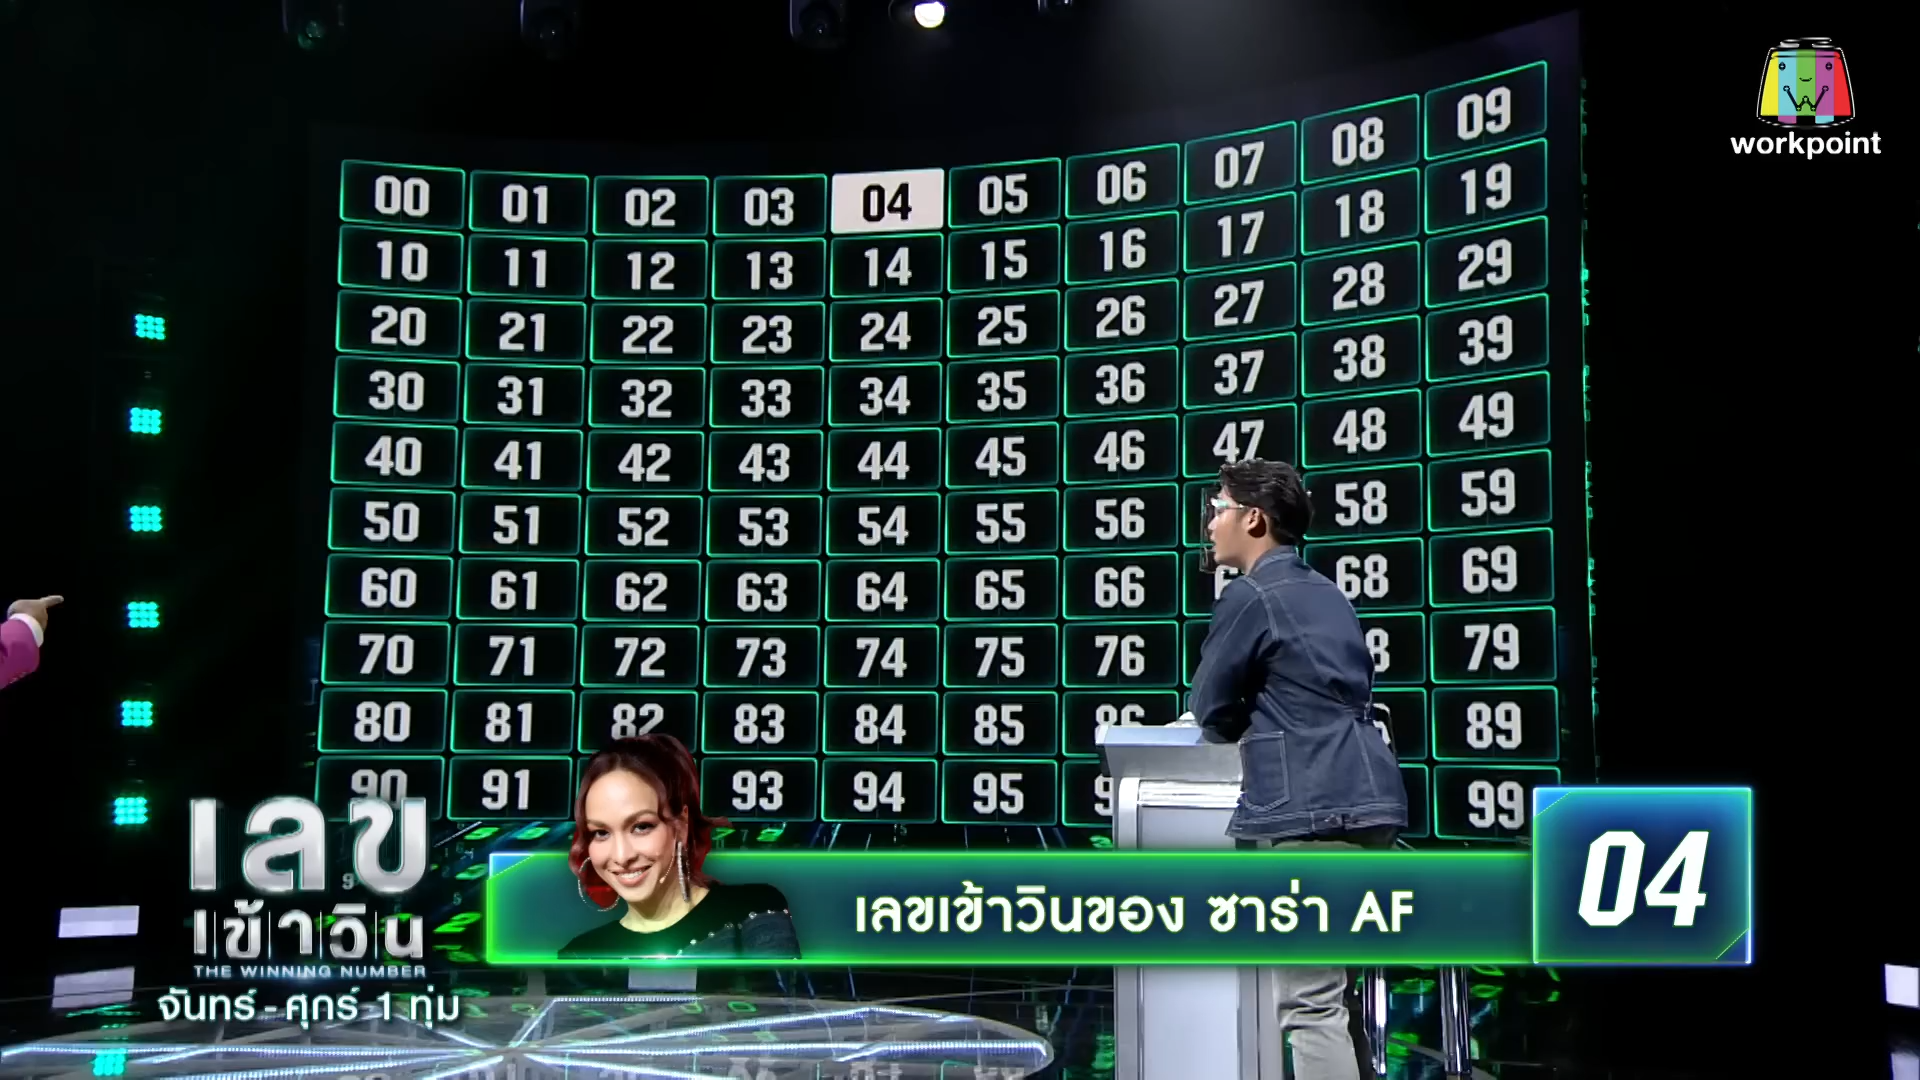 workpoint
00 01 02 03 04 05 06 07 08 09
10 11 12 13 14 15 16 17 18 19
20 21 22 23 24 25 26 27 28 29
30 31 32 33 34 35 36 37 38 39
40 41 42 43 44 45 46 47 48 49
50 51 52 53 54 55 56 58 59
60 61 62 63 64 65 66 68 69
70 71 72 73 74 75 76 79
80 81 82 83 84 85 86 89
90 91 93 94 95 99
เลข
เข้าวิน
THE WINNING NUMBER
จันทร์ - ศุกร์ 1 ทุ่ม
เลขเข้าวินของ ซาร่า AF
04